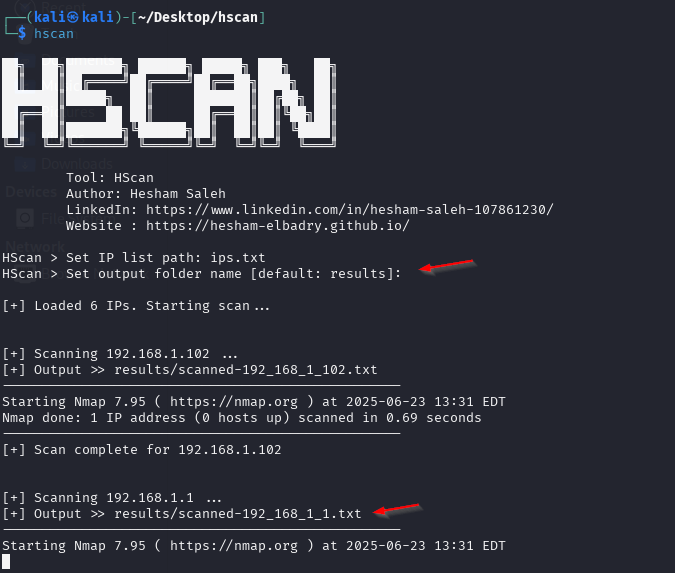 ┌──(kali㉿kali)-[~/Desktop/hscan]
└─$ hscan
HSCAN
Tool: HScan
Author: Hesham Saleh
LinkedIn: https://www.linkedin.com/in/hesham-saleh-107861230/
Website : https://hesham-elbadry.github.io/
HScan > Set IP list path: ips.txt
HScan > Set output folder name [default: results]:
[+] Loaded 6 IPs. Starting scan...
[+] Scanning 192.168.1.102 ...
[+] Output >> results/scanned-192_168_1_102.txt
Starting Nmap 7.95 ( https://nmap.org ) at 2025-06-23 13:31 EDT
Nmap done: 1 IP address (0 hosts up) scanned in 0.69 seconds
[+] Scan complete for 192.168.1.102
[+] Scanning 192.168.1.1 ...
[+] Output >> results/scanned-192_168_1_1.txt
Starting Nmap 7.95 ( https://nmap.org ) at 2025-06-23 13:31 EDT